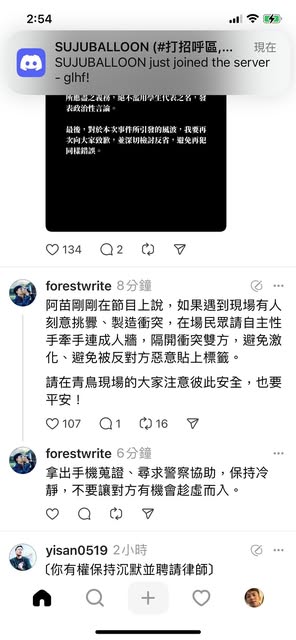 2:54
SUJUBALLOON (#打招呼區,...
現在
SUJUBALLOON just joined the server
- glhf!
所應盡之義務，絕不濫用學生代表之名，發
表政治性言論。
最後，對於本次事件所引發的風波，我要再
次向大家致歉，並深切檢討反省，避免再犯
同樣錯誤。
134
2
forestwrite 8分鐘
阿苗剛剛在節目上說，如果遇到現場有人
刻意挑釁、製造衝突，在場民眾請自主性
手牽手連成人牆，隔開衝突雙方，避免激
化、避免被反對方惡意貼上標籤。
請在青鳥現場的大家注意彼此安全，也要
平安！
107
1
16
forestwrite 6分鐘
拿出手機蒐證、尋求警察協助，保持冷
靜，不要讓對方有機會趁虛而入。
yisan0519 2小時
〔你有權保持沉默並聘請律師〕